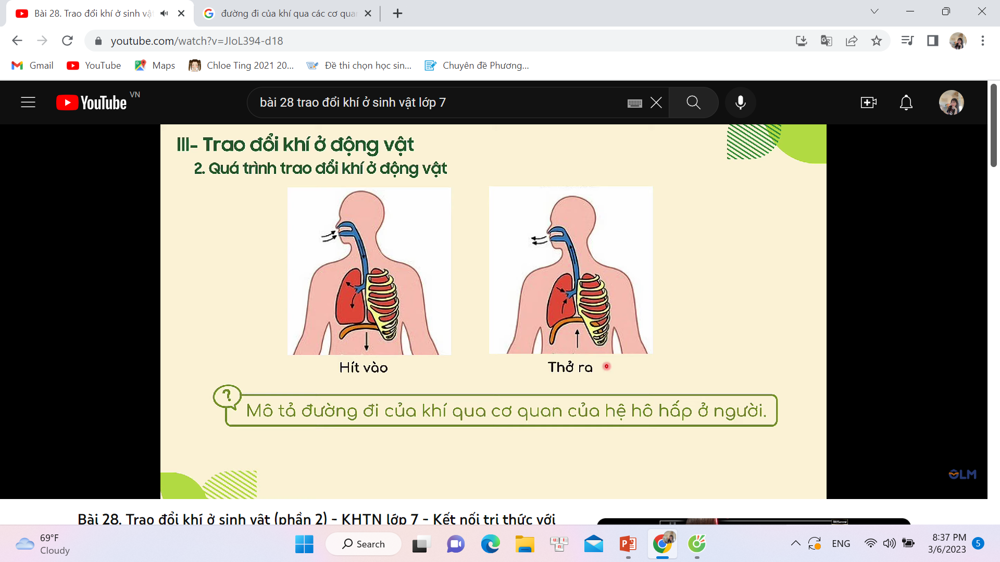 Bài 28. Trao đổi khí ở sinh vậ
đường đi của khí qua các cơ qua
youtube.com/watch?v=JIoL394-d18
Gmail
YouTube
Maps
Chloe Ting 2021 20...
Đề thi chọn học sin...
Chuyên đề Phương...
YouTube VN
bài 28 trao đổi khí ở sinh vật lớp 7
III- Trao đổi khí ở động vật
2. Quá trình trao đổi khí ở động vật
Hít vào
Thở ra
? Mô tả đường đi của khí qua cơ quan của hệ hô hấp ở người.
OLM
Bài 28. Trao đổi khí ở sinh vật (phần 2) - KHTN lớp 7 - Kết nối tri thức với
TRESemmé
69°F
Cloudy
Search
ENG
8:37 PM
3/6/2023
5